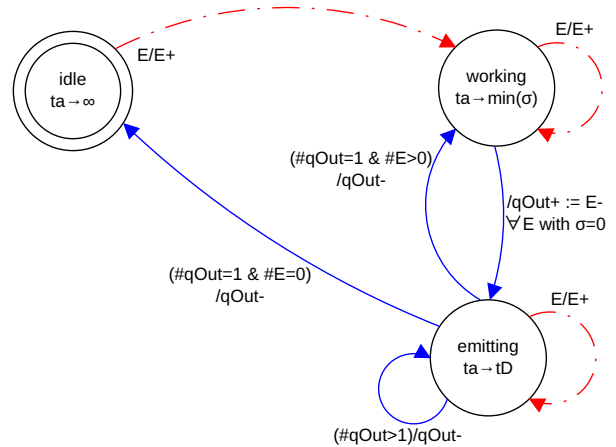 E/E+
E/E+
idle
ta→∞
working
ta→min(σ)
(#qOut=1 & #E>0)
/qOut-
/qOut+ := E-
∀E with σ=0
(#qOut=1 & #E=0)
/qOut-
E/E+
emitting
ta→tD
(#qOut>1)/qOut-